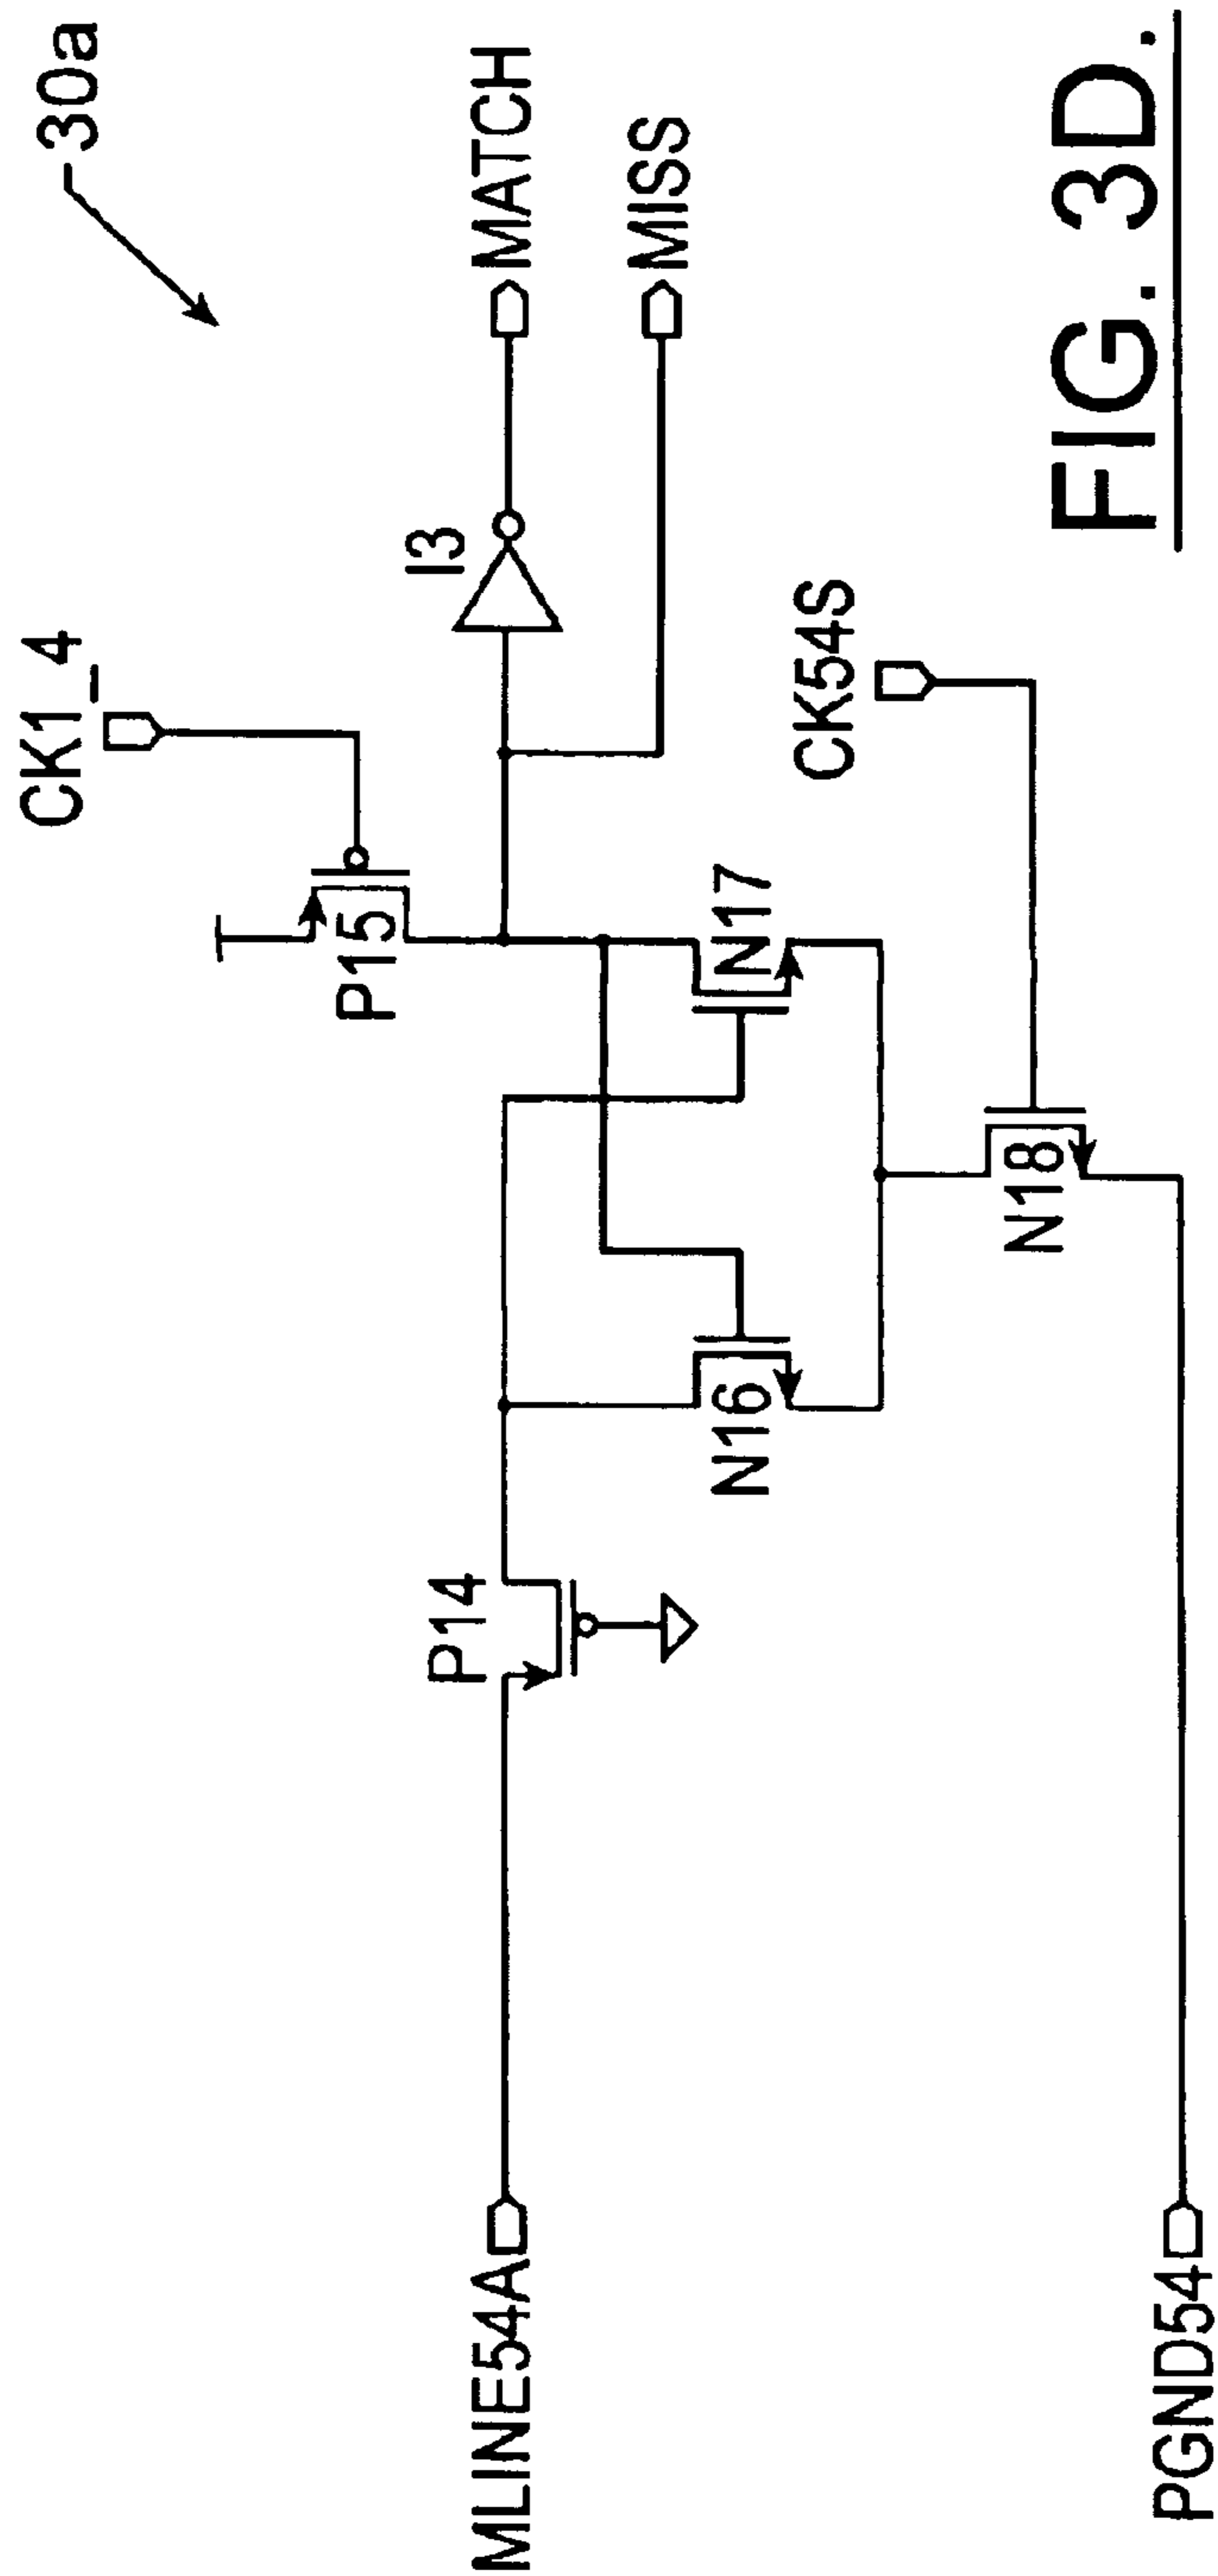 30a
CK1_4
P15
I3
MATCH
MISS
MLINE54A
P14
N16
N17
CK54S
N18
PGND54
FIG. 3D.